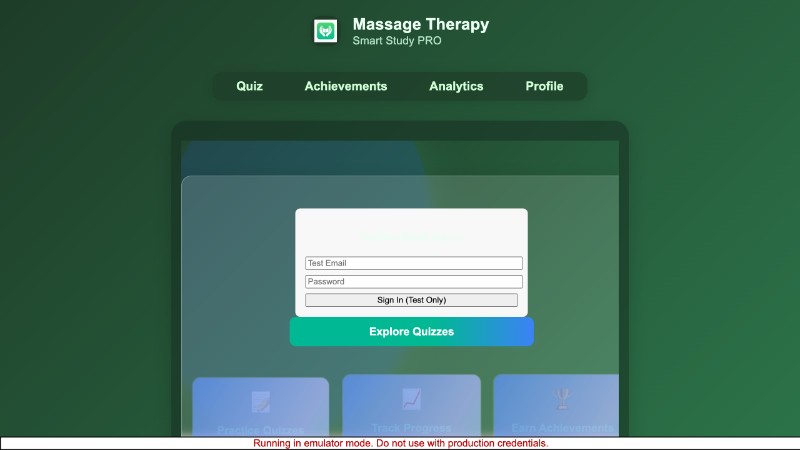 Massage Therapy
Smart Study PRO
Quiz Achievements Analytics Profile
Test Email
Password
Sign In (Test Only)
Explore Quizzes
Practice Quizzes Track Progress Earn Achievements
Running in emulator mode. Do not use with production credentials.